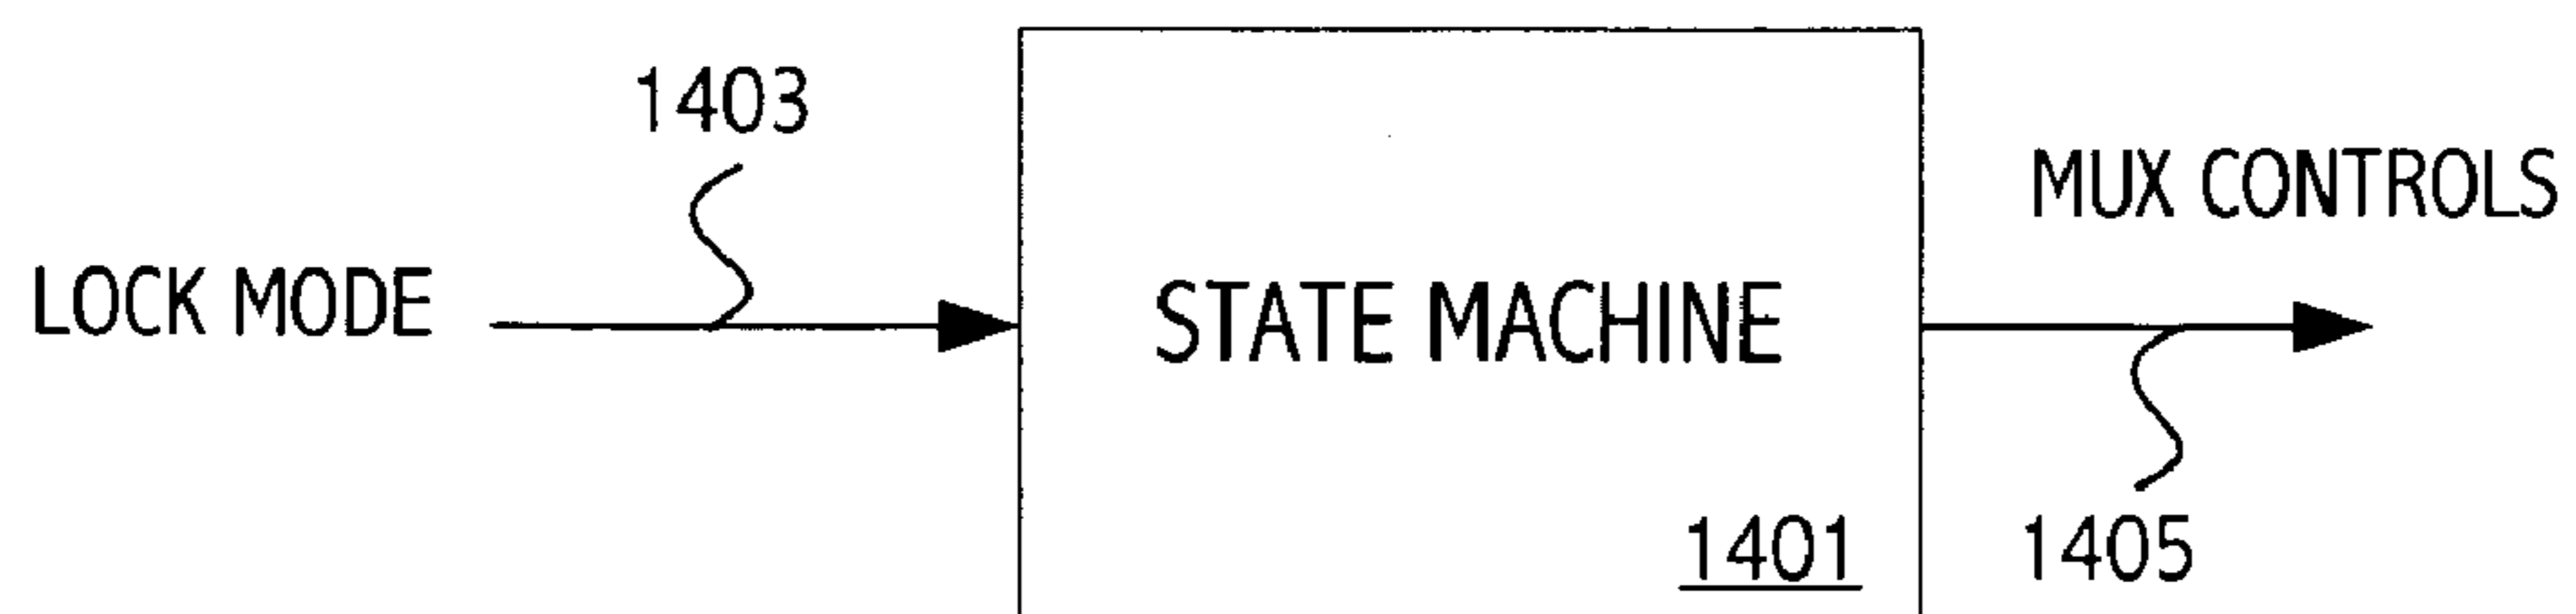 1403
MUX CONTROLS
LOCK MODE
STATE MACHINE
1401
1405